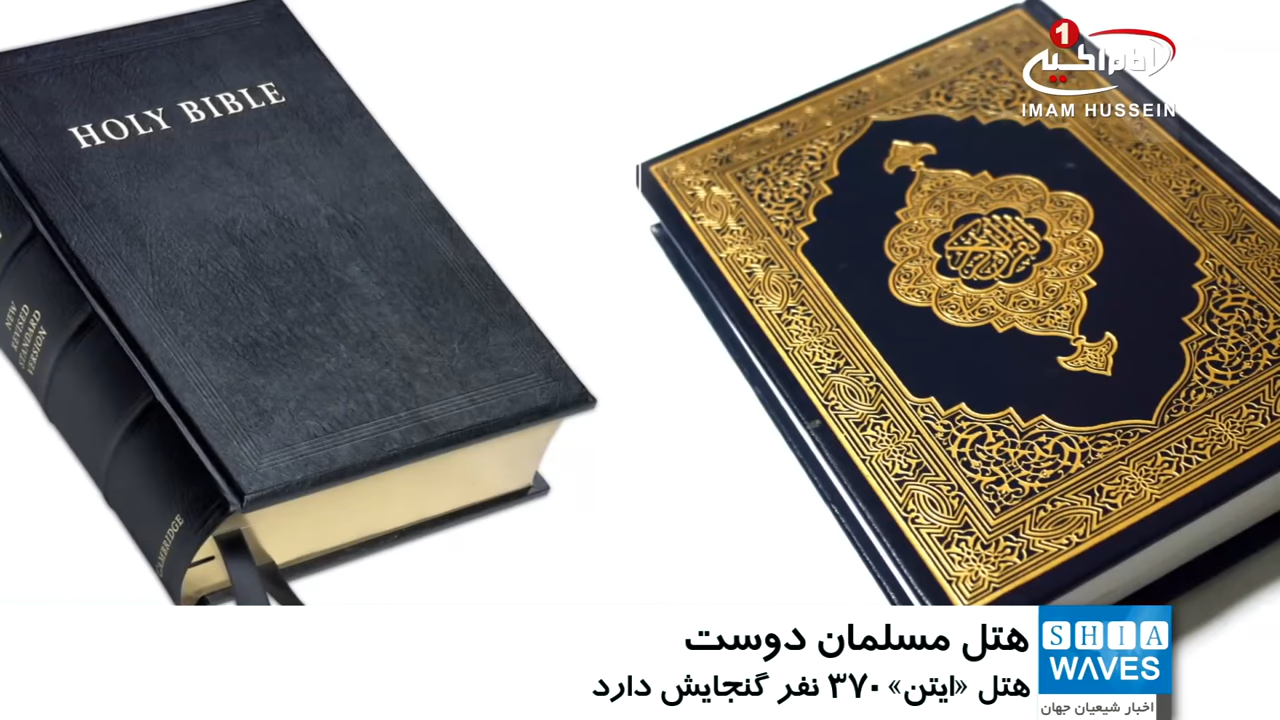 HOLY BIBLE
NEW
REVISED
STANDARD
VERSION
CAMBRIDGE
1
IMAM HUSSEIN
هتل مسلمان دوست
هتل «ایتن» ۳۷۰ نفر گنجایش دارد
SHIA
WAVES
اخبار شیعیان جهان